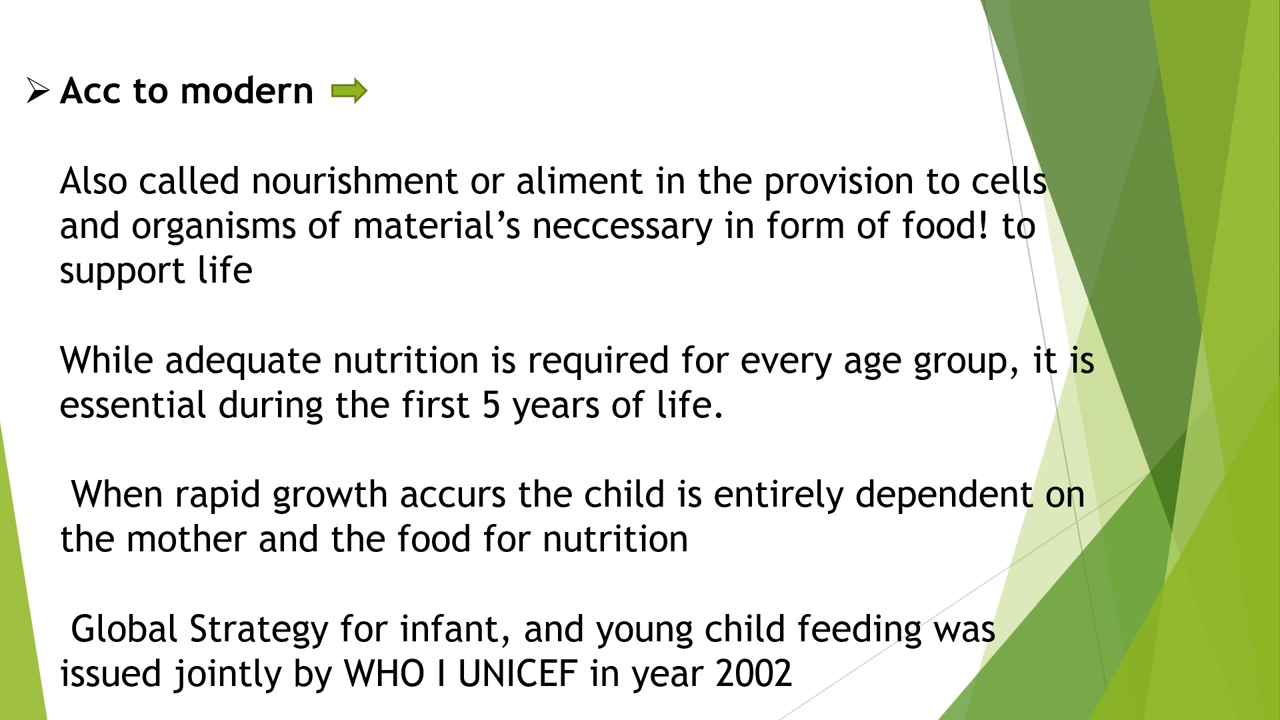 Acc to modern
Also called nourishment or aliment in the provision to cells
and organisms of material’s neccessary in form of food! to
support life
While adequate nutrition is required for every age group, it is
essential during the first 5 years of life.
When rapid growth accurs the child is entirely dependent on
the mother and the food for nutrition
Global Strategy for infant, and young child feeding was
issued jointly by WHO I UNICEF in year 2002